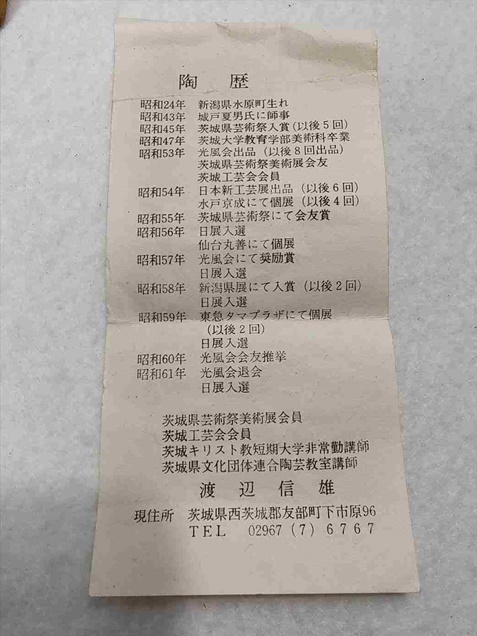 陶歴
昭和24年 新潟県水原町生れ
昭和43年 城戸夏男氏に師事
昭和45年 茨城県芸術祭入賞(以後5回)
昭和47年 茨城大学教育学部美術科卒業
昭和53年 光風会出品(以後8回出品)
茨城県芸術祭美術展会友
茨城工芸会会員
昭和54年 日本新工芸展出品(以後6回)
水戸京成にて個展(以後4回)
昭和55年 茨城県芸術祭にて会友賞
昭和56年 日展入選
仙台丸善にて個展
昭和57年 光風会にて奨励賞
日展入選
昭和58年 新潟県展にて入賞(以後2回)
日展入選
昭和59年 東急タマプラザにて個展
(以後2回)
日展入選
昭和60年 光風会会友推挙
昭和61年 光風会退会
日展入選
茨城県芸術祭美術展会員
茨城工芸会会員
茨城キリスト教短期大学非常勤講師
茨城県文化団体連合陶芸教室講師
渡辺信雄
現住所 茨城県西茨城郡友部町下市原96
TEL 02967(7)6767